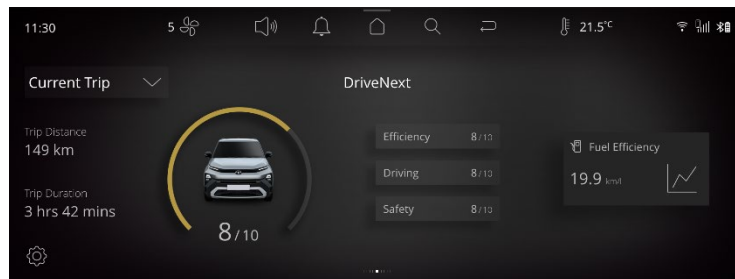 11:30
5
21.5°C
Current Trip
DriveNext
Trip Distance
149 km
Trip Duration
3 hrs 42 mins
8/10
Efficiency 8/10
Driving 8/10
Safety 8/10
Fuel Efficiency
19.9 km/l